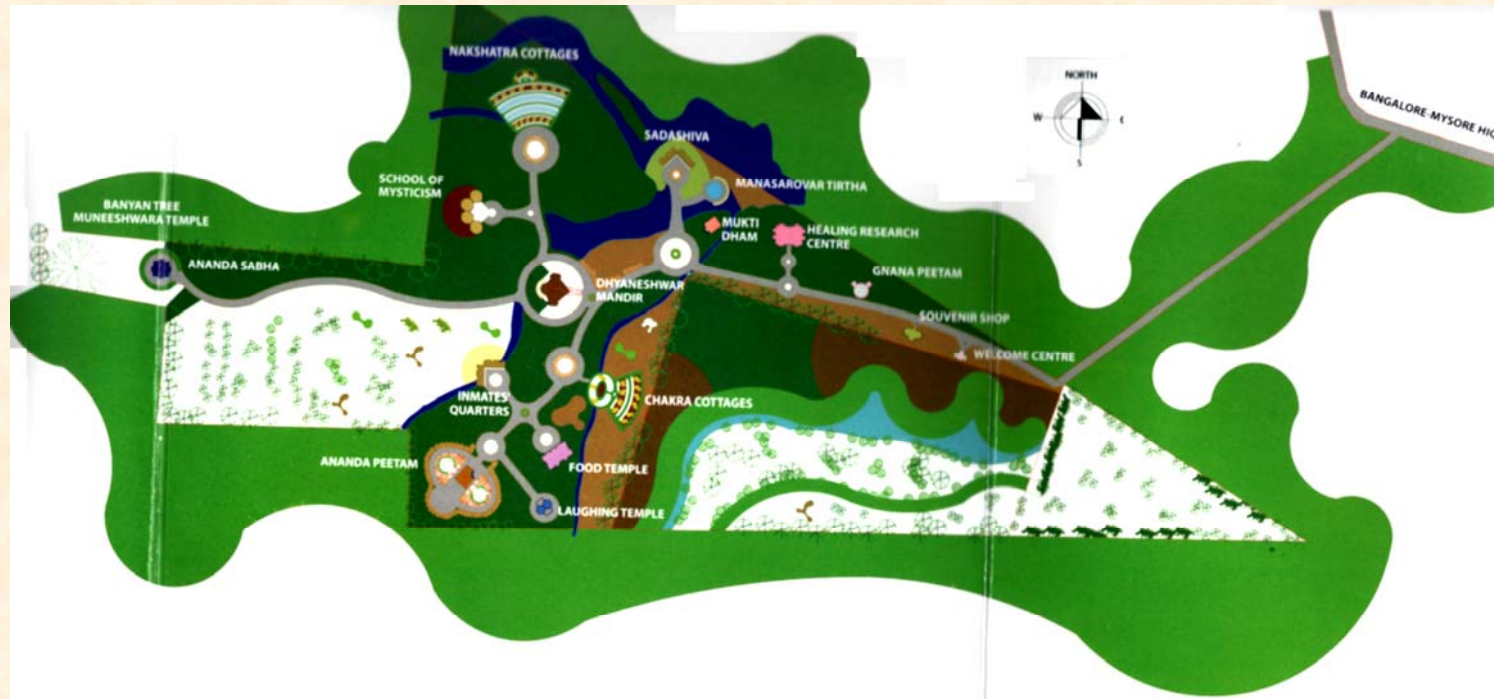 NAKSHATRA COTTAGES
NORTH
W
S
BANGALORE-MYSORE
SADASHIVA
SCHOOL OF
MYSTICISM
MANASAROVAR TIRTHA
BANYAN TREE
MUNEESHWARA TEMPLE
MUKTI
DHAM
HEALING RESEARCH
CENTRE
ANANDA SABHA
GNANA PEETAM
DHYANESHWAR
MANDIR
SOUVENIR SHOP
WELCOME CENTRE
INMATES'
QUARTERS
CHAKRA COTTAGES
ANANDA PEETAM
FOOD TEMPLE
LAUGHING TEMPLE